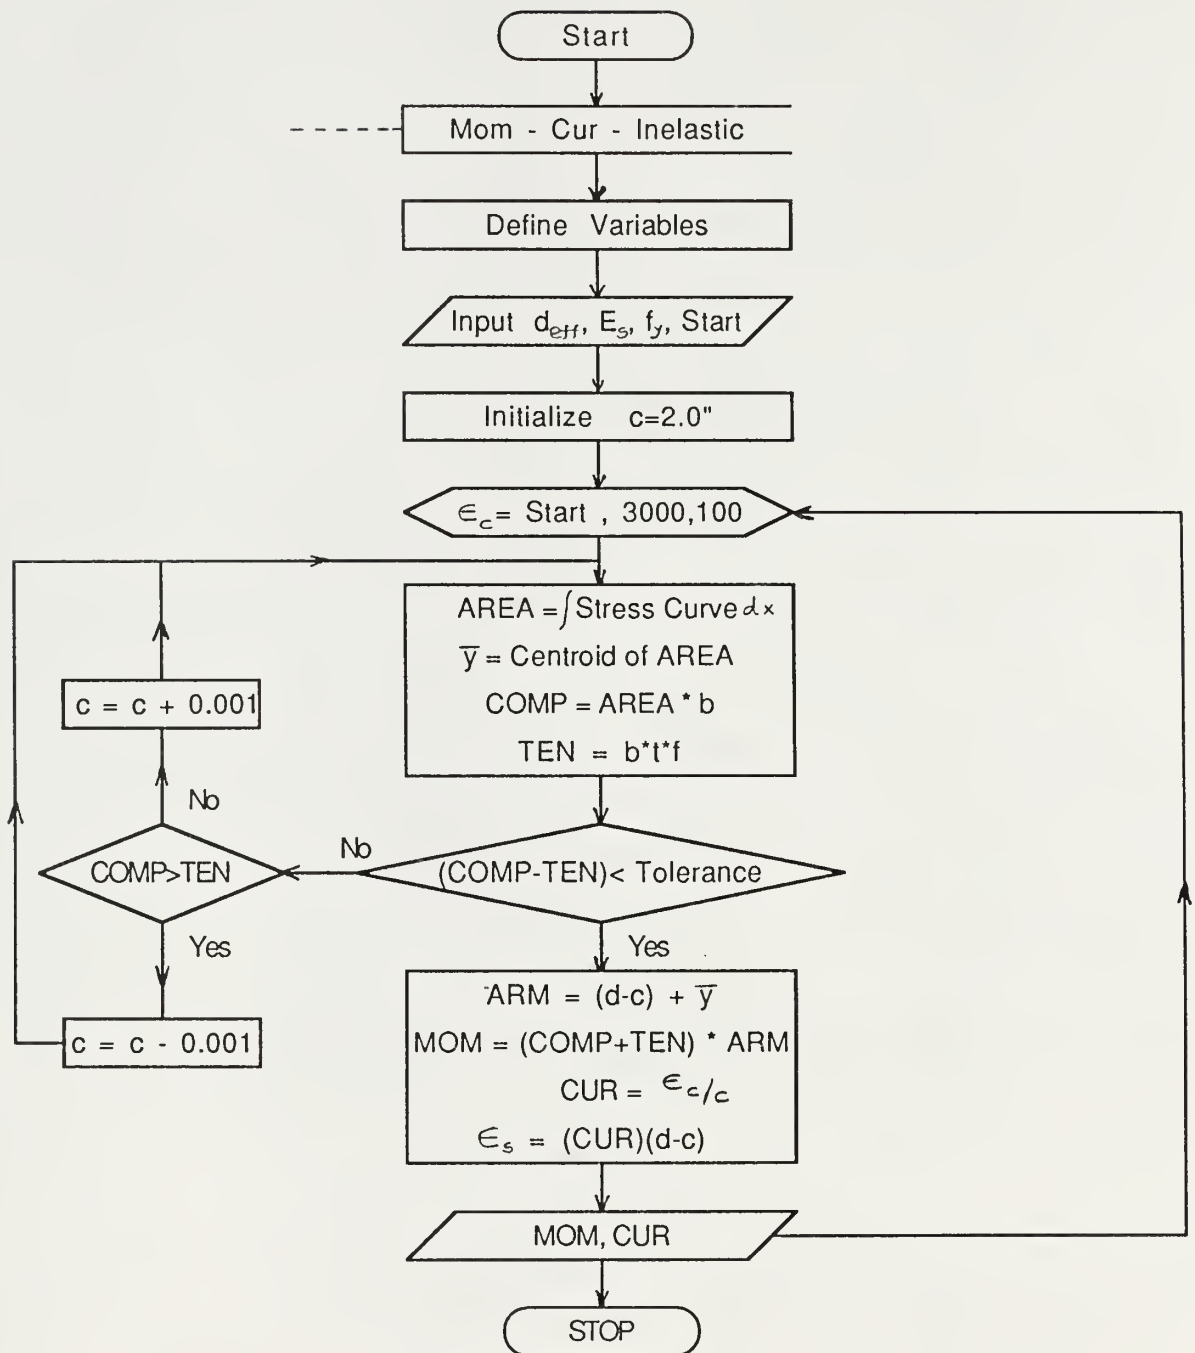 Start
Mom - Cur - Inelastic
Define Variables
Input d_eff, E_s, f_y, Start
Initialize c=2.0"
∈_c = Start , 3000,100
AREA = ∫ Stress Curve dx
y̅ = Centroid of AREA
COMP = AREA * b
TEN = b*t*f
c = c + 0.001
No
COMP>TEN
No
(COMP-TEN)< Tolerance
Yes
Yes
c = c - 0.001
ARM = (d-c) + y̅
MOM = (COMP+TEN) * ARM
CUR = ∈_c/c
∈_s = (CUR)(d-c)
MOM, CUR
STOP